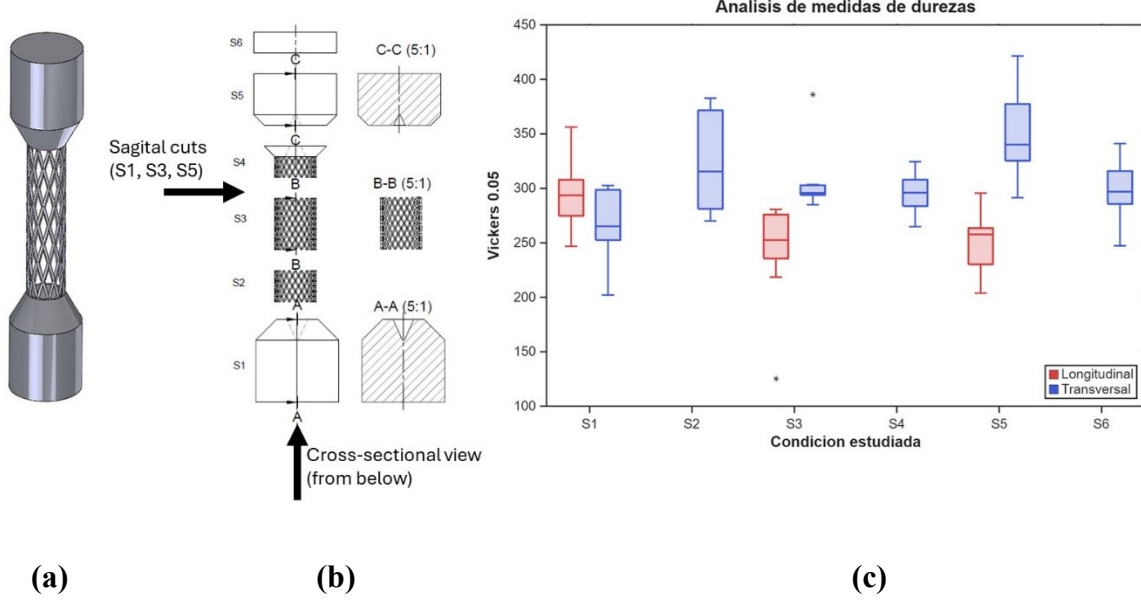 S6
C
C-C (5:1)
S5
C
S4
B
B-B (5:1)
S3
B
S2
A
A-A (5:1)
S1
A
Sagital cuts
(S1, S3, S5)
Cross-sectional view
(from below)
Analisis de medidas de durezas
450
400
350
300
250
200
150
100
Vickers 0.05
S1 S2 S3 S4 S5 S6
Condicion estudiada
Longitudinal
Transversal
(a) (b) (c)